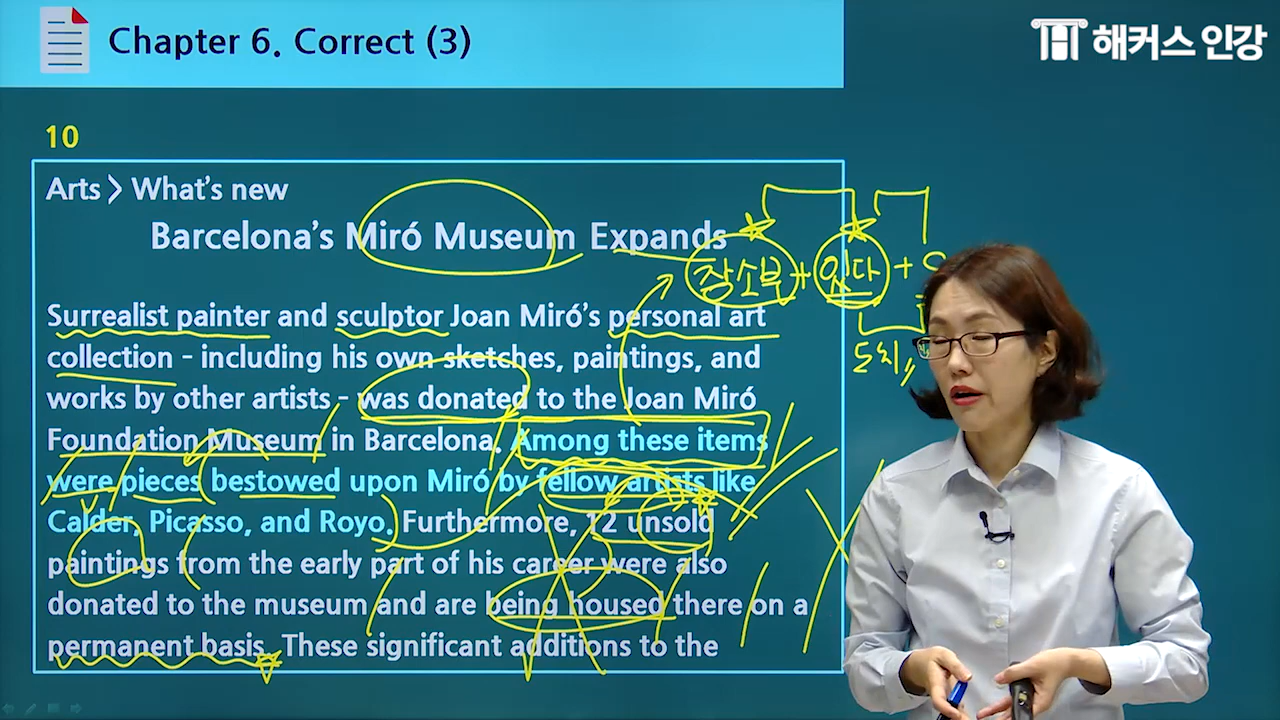 Chapter 6. Correct (3)
해커스 인강
10
Arts > What's new
Barcelona's Miró Museum Expands
장소부 + 있다 +
Surrealist painter and sculptor Joan Miró's personal art
collection - including his own sketches, paintings, and
works by other artists - was donated to the Joan Miró
Foundation Museum in Barcelona. Among these items
were pieces bestowed upon Miró by fellow artists like
Calder, Picasso, and Royo. Furthermore, 12 unsold
paintings from the early part of his career were also
donated to the museum and are being housed there on a
permanent basis. These significant additions to the